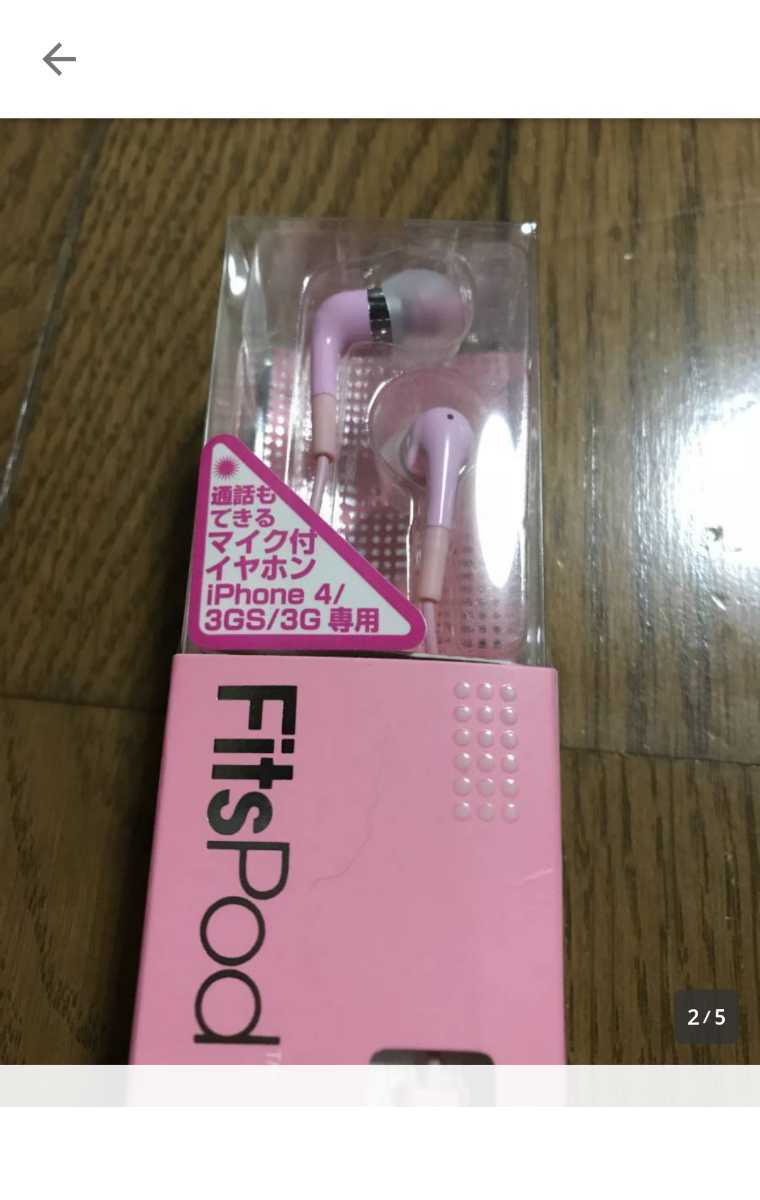 通話も
できる
マイク付
イヤホン
iPhone 4/
3GS/3G 専用
FitsPod
2/5